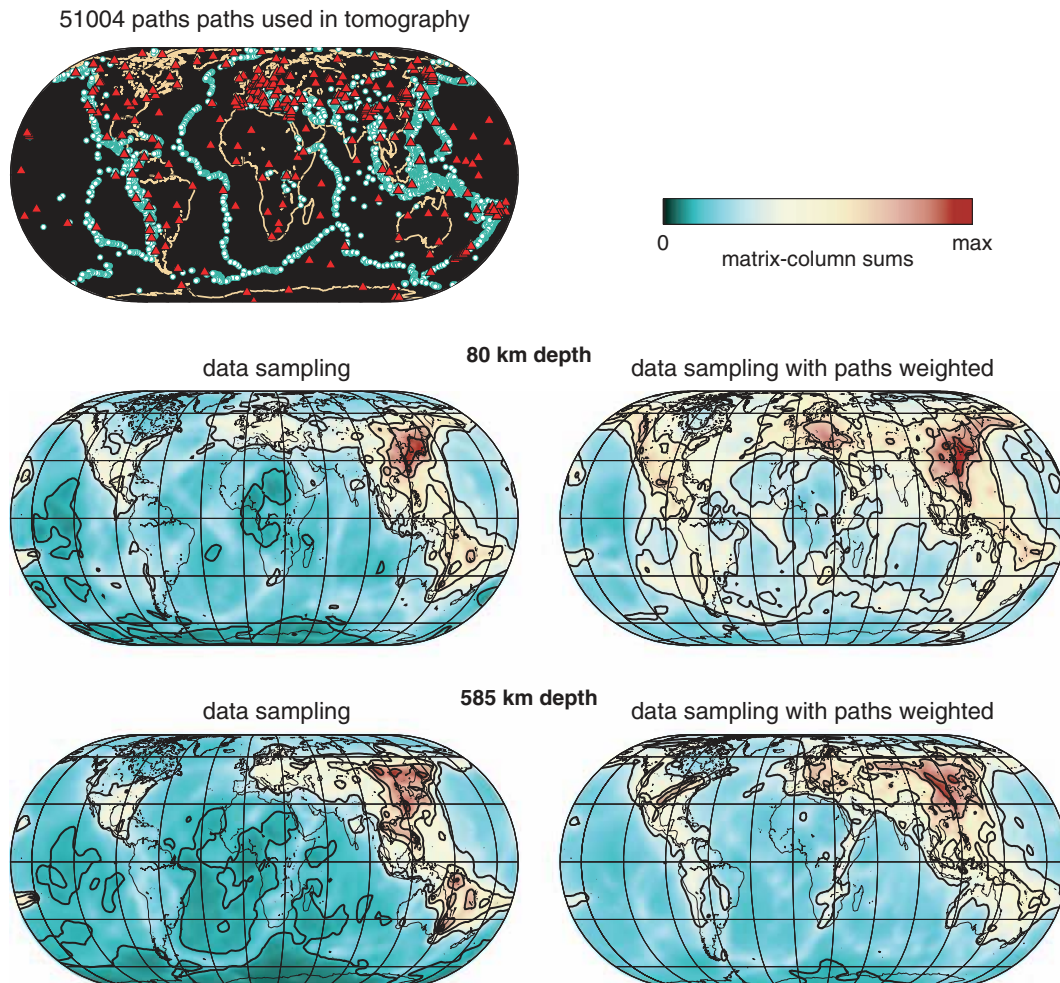 51004 paths paths used in tomography
0
max
matrix-column sums
80 km depth
data sampling
data sampling with paths weighted
585 km depth
data sampling
data sampling with paths weighted